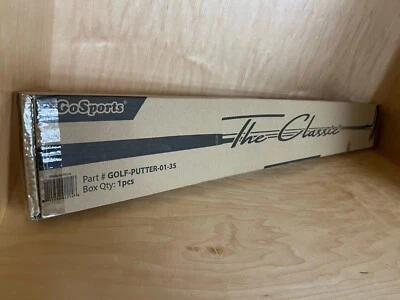 GoSports®
The Classic
Part # GOLF-PUTTER-01-35
Box Qty: 1pcs